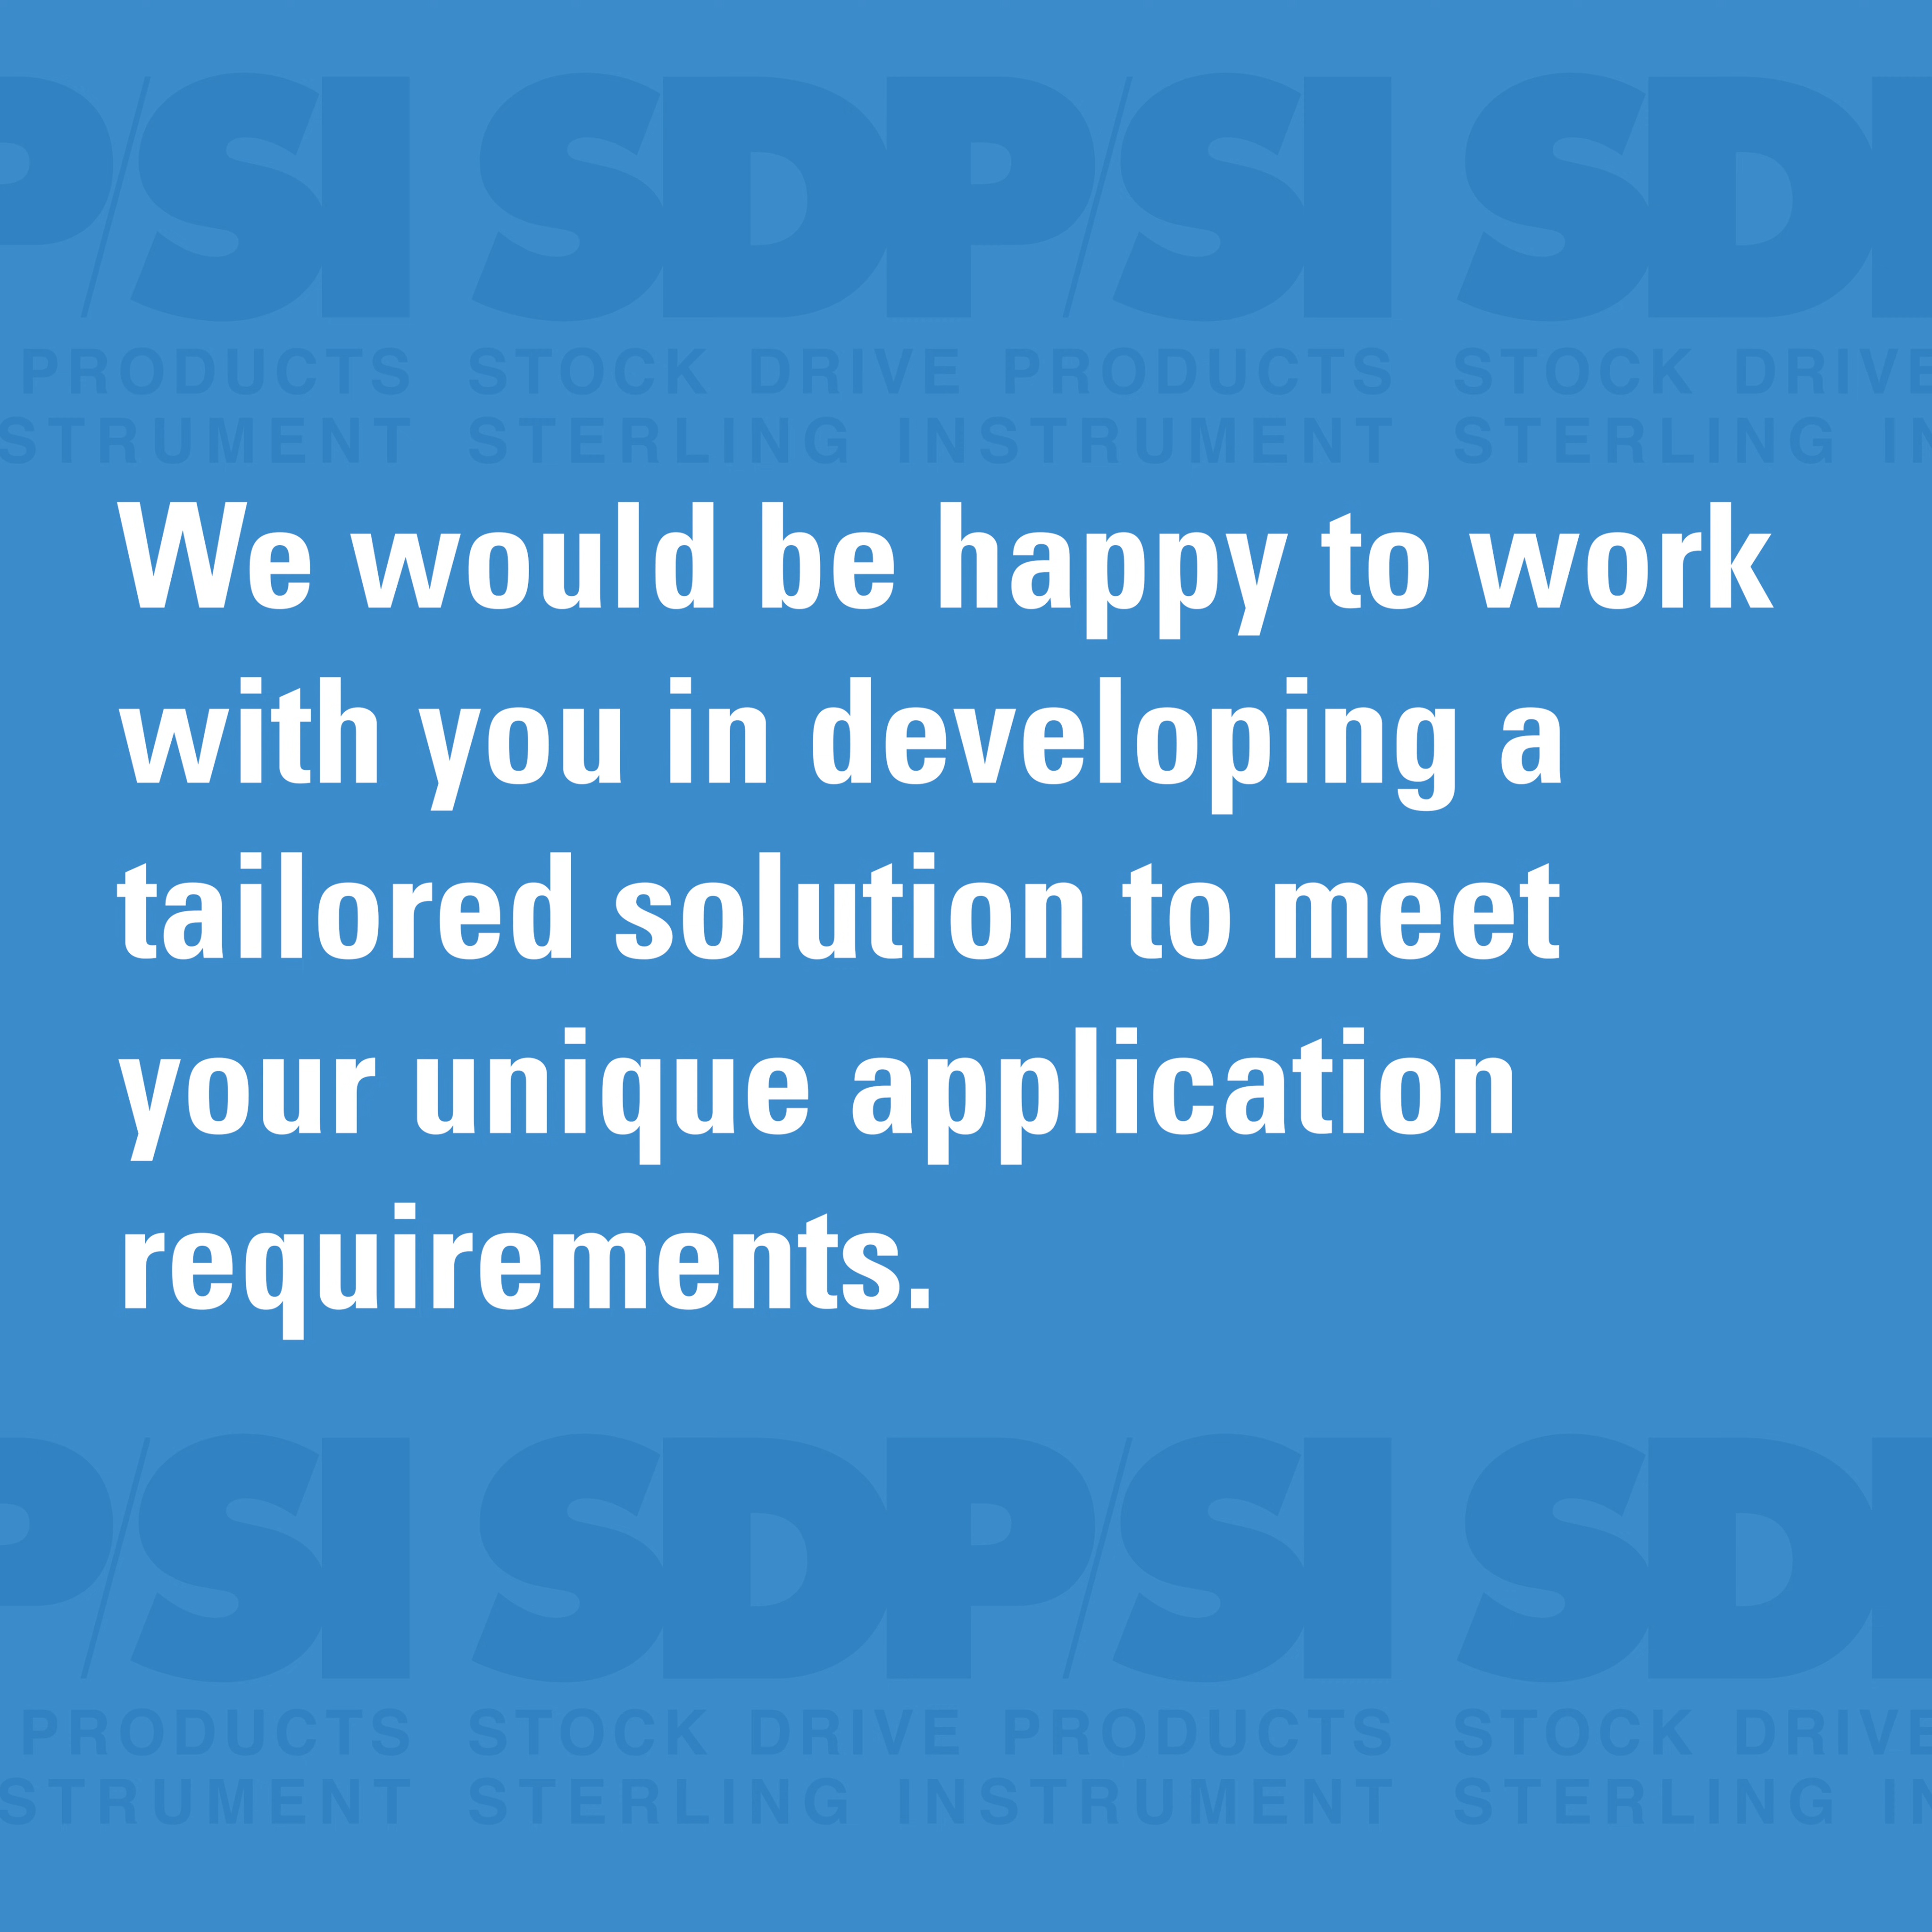 P/SI SDP/SI SD
PRODUCTS STOCK DRIVE PRODUCTS STOCK DRIVE
STRUMENT STERLING INSTRUMENT STERLING IN
We would be happy to work
with you in developing a
tailored solution to meet
your unique application
requirements.
P/SI SDP/SI SD
PRODUCTS STOCK DRIVE PRODUCTS STOCK DRIVE
STRUMENT STERLING INSTRUMENT STERLING IN